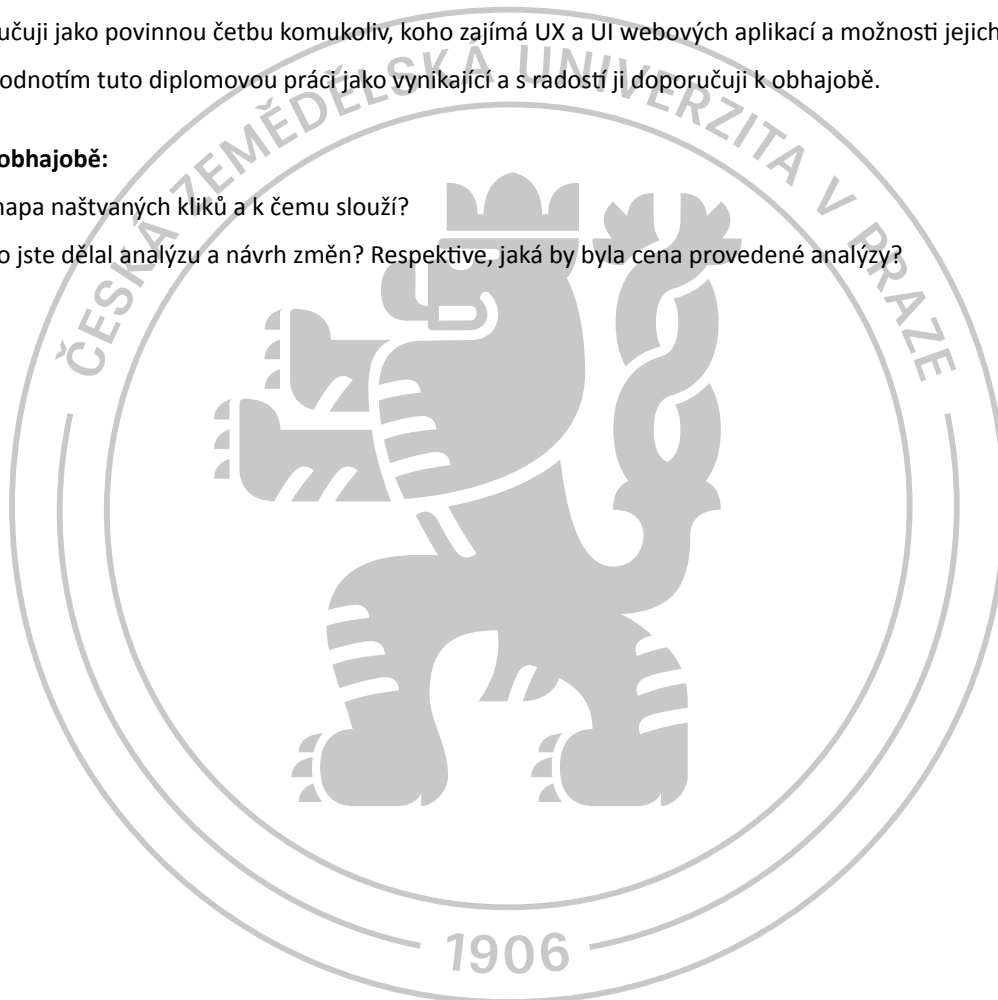 učuji jako povinnou četbu komukoliv, koho zajímá UX a UI webových aplikací a možnosti jejich
odnotím tuto diplomovou práci jako vynikající a s radostí ji doporučuji k obhajobě.
obhajobě:
mapa naštvaných kliků a k čemu slouží?
o jste dělal analýzu a návrh změn? Respektive, jaká by byla cena provedené analýzy?
ČESKÁ ZEMĚDĚLSKÁ UNIVERZITA V PRAZE
1906